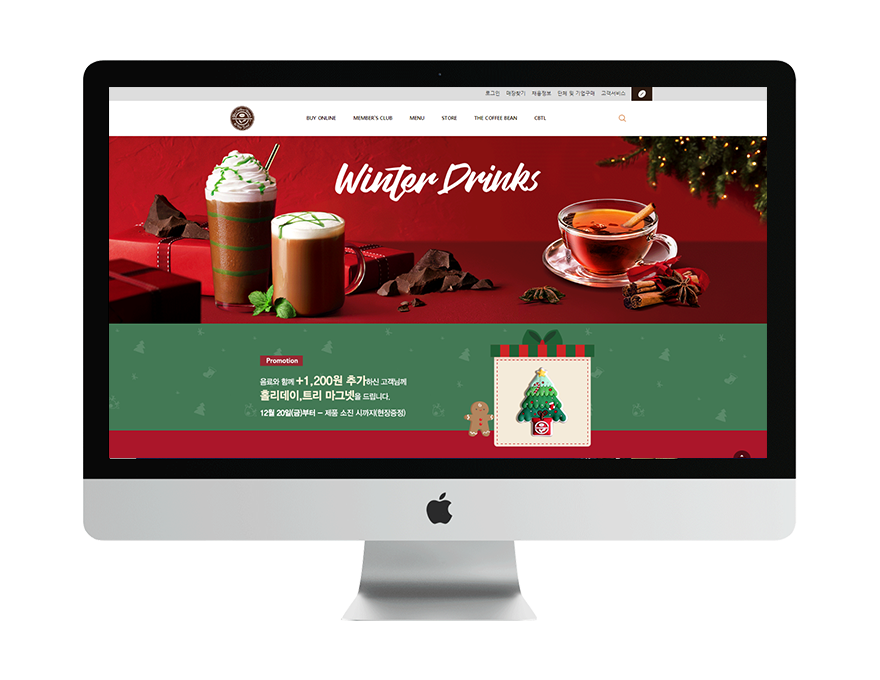 로그인 매장찾기 채용정보 단체 및 기업구매 고객서비스
BUY ONLINE MEMBER'S CLUB MENU STORE THE COFFEE BEAN CBTL
Winter Drinks
Promotion
음료와 함께 +1,200원 추가하신 고객님께
홀리데이,트리 마그넷을 드립니다.
12월 20일(금)부터 – 제품 소진 시까지(현장증정)